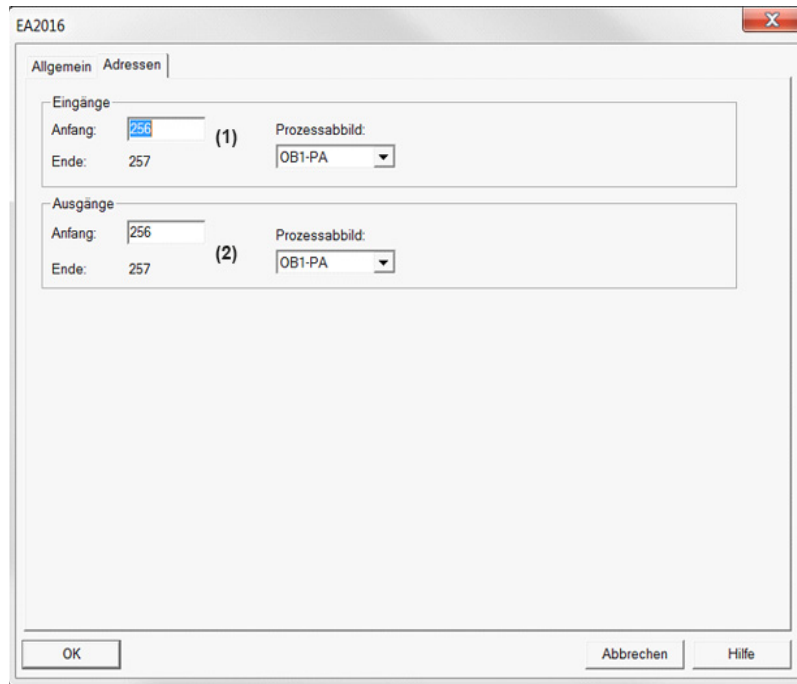 EA2016
X
Allgemein Adressen
Eingänge
Anfang: 256 (1) Prozessabbild:
Ende: 257 OB1-PA
Ausgänge
Anfang: 256 (2) Prozessabbild:
Ende: 257 OB1-PA
OK Abbrechen Hilfe